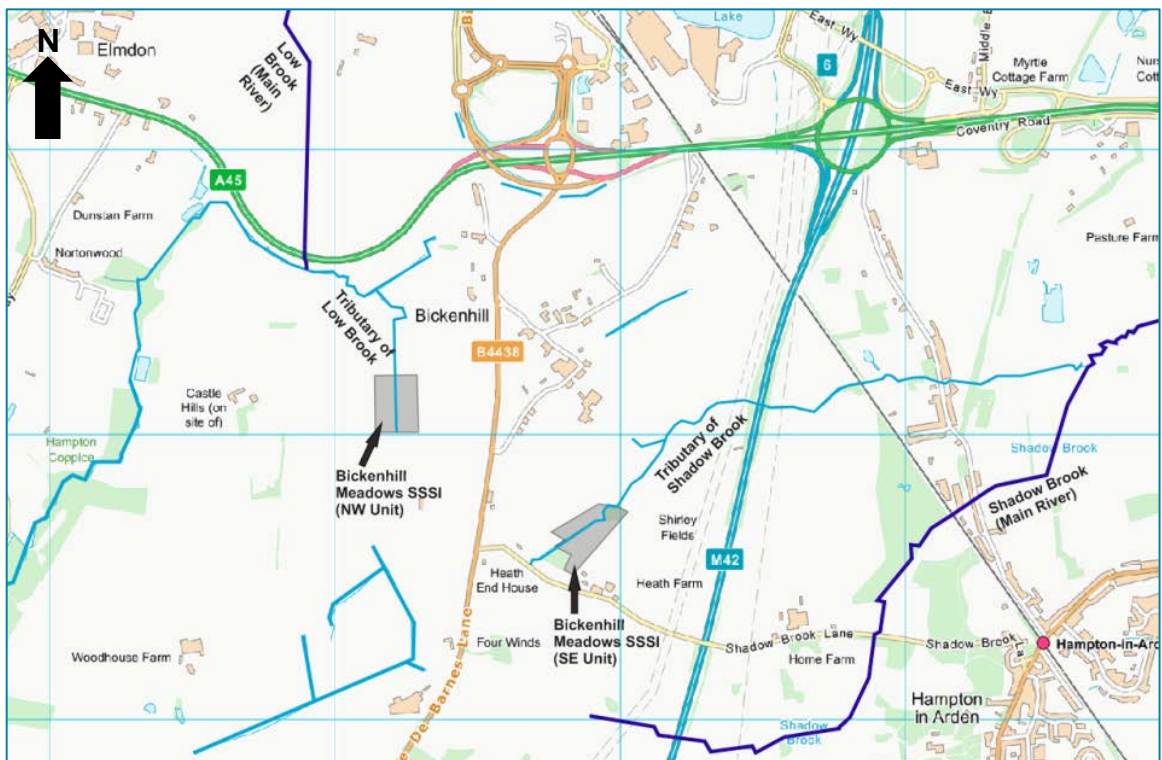 N
Elmdon
Low
Brook
(Main
River)
Lake
6
East Wy
East Wy
Myrtle
Cottage Farm
Coventry Road
A45
Dunstan Farm
Nortonwood
Pasture Farm
Tributary of
Low Brook
Bickenhill
B4438
Castle
Hills (on
site of)
Hampton
Coppice
Bickenhill
Meadows SSSI
(NW Unit)
Tributary of
Shadow Brook
Shadow Brook
Shadow Brook
(Main River)
Shirley
Fields
M42
Heath
End House
Heath Farm
Bickenhill
Meadows SSSI
(SE Unit)
Four Winds
Woodhouse Farm
Shadow Brook Lane
Home Farm
Shadow Brook La
Hampton
in Arden
Shadow
Brook